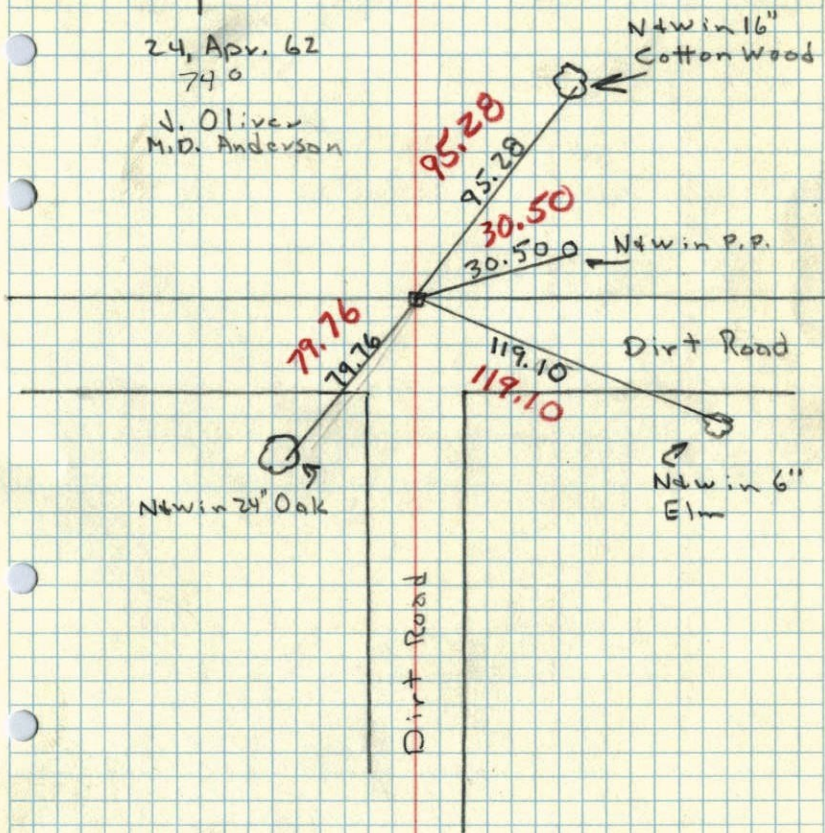 24, Apr. 62
74°
J. Oliver
M.D. Anderson
N&W in 16"
Cotton Wood
95.28
95.28
30.50
30.50
N&W in P.P.
79.76
79.76
119.10
119.10
Dirt Road
N&W in 24" Oak
N&W in 6"
Elm
Dirt Road